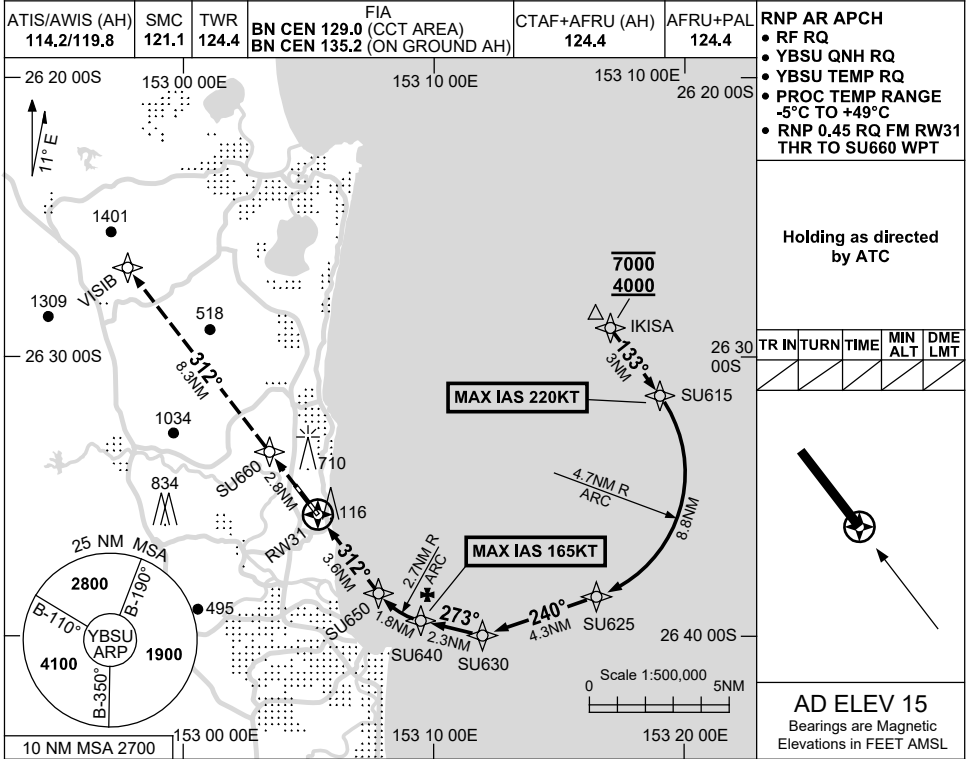 ATIS/AWIS (AH)
114.2/119.8
SMC
121.1
TWR
124.4
FIA
BN CEN 129.0 (CCT AREA)
BN CEN 135.2 (ON GROUND AH)
CTAF+AFRU (AH)
124.4
AFRU+PAL
124.4
RNP AR APCH
• RF RQ
• YBSU QNH RQ
• YBSU TEMP RQ
• PROC TEMP RANGE
-5°C TO +49°C
• RNP 0.45 RQ FM RW31
THR TO SU660 WPT
Holding as directed
by ATC
TR IN
TURN
TIME
MIN
ALT
DME
LMT
AD ELEV 15
Bearings are Magnetic
Elevations in FEET AMSL
26 20 00S
153 00 00E
153 10 00E
153 10 00E
26 20 00S
11° E
1401
VISIB
1309
518
7000
4000
IKISA
26 30 00S
26 30
00S
133°
3NM
312°
8.3NM
MAX IAS 220KT
SU615
1034
SU660
710
834
2.8NM
4.7NM R
ARC
8.8NM
116
RW31
312°
3.6NM
2.7NM R
ARC
MAX IAS 165KT
25 NM MSA
2800
B-190°
B-110°
YBSU
ARP
4100
1900
B-350°
495
SU650
1.8NM
273°
240°
SU625
4.3NM
SU640
2.3NM
SU630
26 40 00S
Scale 1:500,000
0
5NM
10 NM MSA 2700
153 00 00E
153 10 00E
153 20 00E